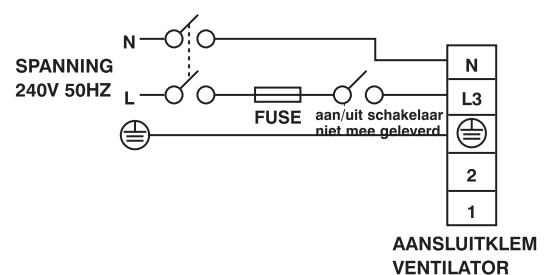 N
SPANNING
240V 50HZ
L
FUSE
aan/uit schakelaar
niet mee geleverd
N
L3
2
1
AANSLUITKLEM
VENTILATOR